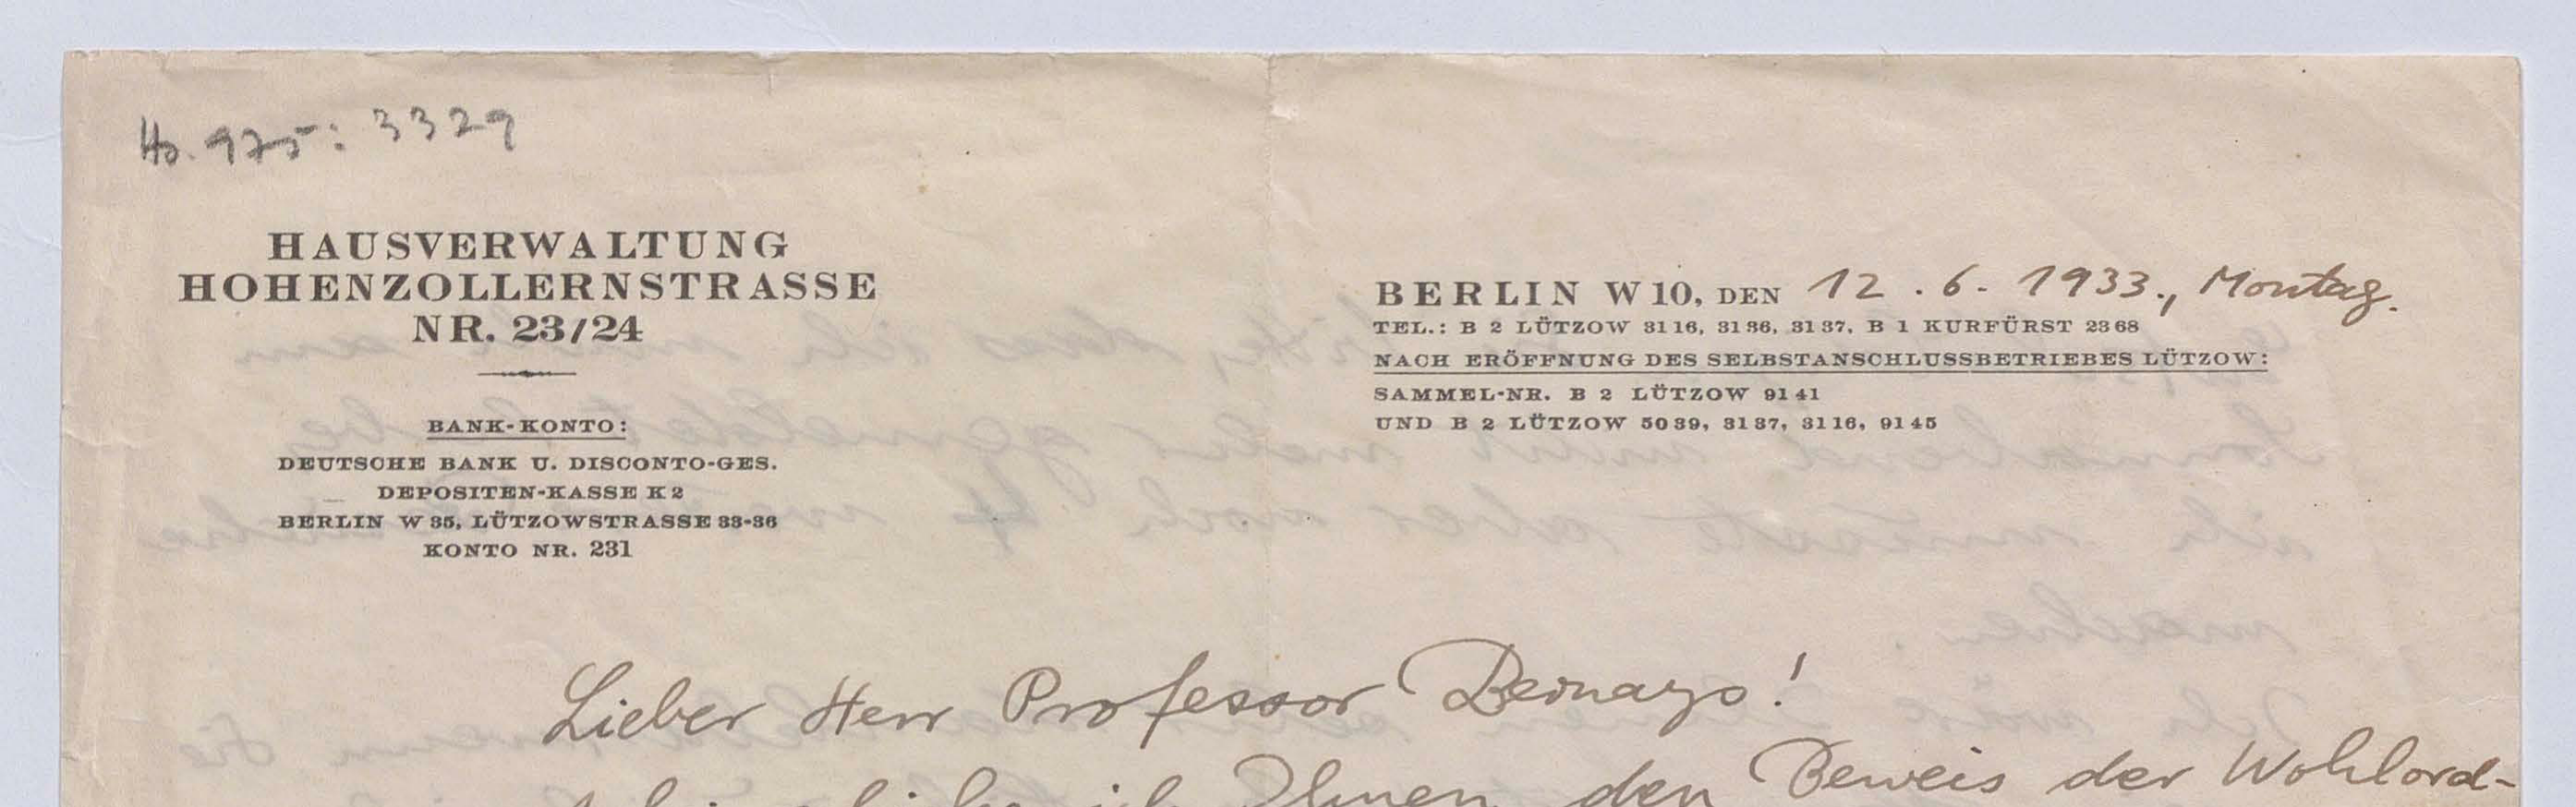 Hs. 975: 3329
HAUSVERWALTUNG
HOHENZOLLERNSTRASSE
NR. 23/24
BANK-KONTO:
DEUTSCHE BANK U. DISCONTO-GES.
DEPOSITEN-KASSE K 2
BERLIN W 35, LÜTZOWSTRASSE 33-36
KONTO NR. 231
BERLIN W 10, DEN 12. 6. 1933., Montag.
TEL.: B 2 LÜTZOW 3116, 3136, 3137, B 1 KURFÜRST 2368
NACH ERÖFFNUNG DES SELBSTANSCHLUSSBETRIEBES LÜTZOW:
SAMMEL-NR. B 2 LÜTZOW 9141
UND B 2 LÜTZOW 5039, 3137, 3116, 9145
Lieber Herr Professor Bernays!
ich Ihnen den Beweis der Wohlord-